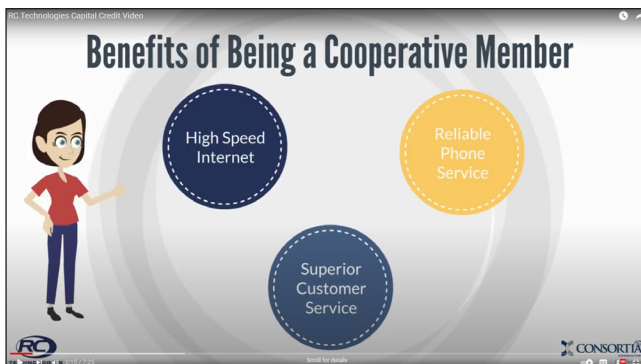 RC Technologies Capital Credit Video
Benefits of Being a Cooperative Member
High Speed
Internet
Reliable
Phone
Service
Superior
Customer
Service
RC
Scroll for details
CONSORTIA